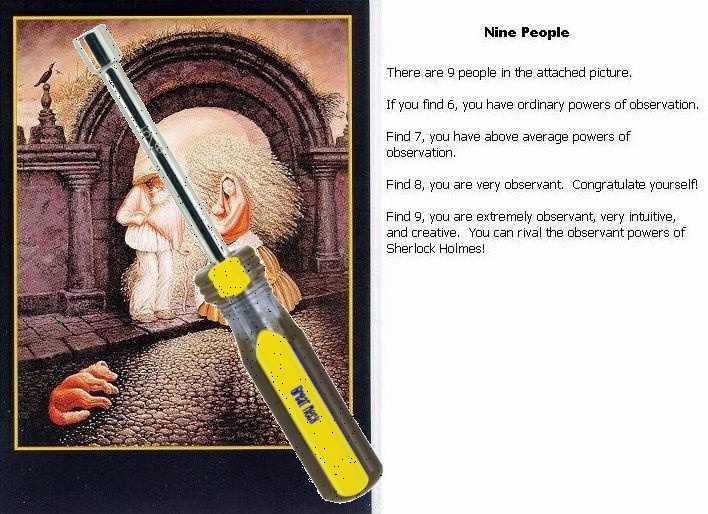 Nine People
There are 9 people in the attached picture.
If you find 6, you have ordinary powers of observation.
Find 7, you have above average powers of
observation.
Find 8, you are very observant.  Congratulate yourself!
Find 9, you are extremely observant, very intuitive,
and creative.  You can rival the observant powers of
Sherlock Holmes!
Great Neck